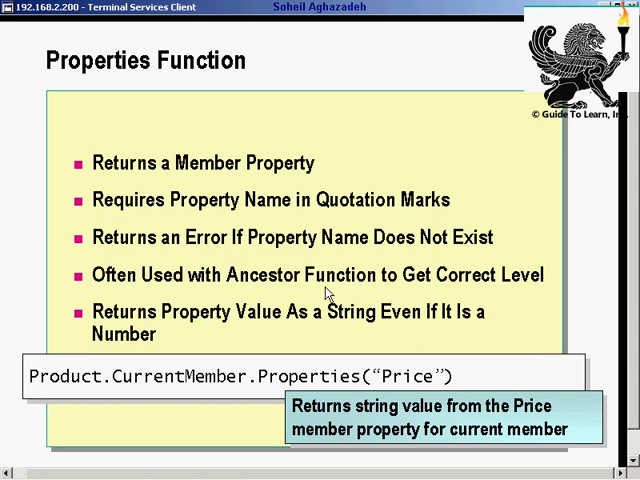 192.168.2.200 - Terminal Services Client
Soheil Aghazadeh
© Guide To Learn, Inc.
Properties Function
Returns a Member Property
Requires Property Name in Quotation Marks
Returns an Error If Property Name Does Not Exist
Often Used with Ancestor Function to Get Correct Level
Returns Property Value As a String Even If It Is a
Number
Product.CurrentMember.Properties(“Price”)
Returns string value from the Price
member property for current member